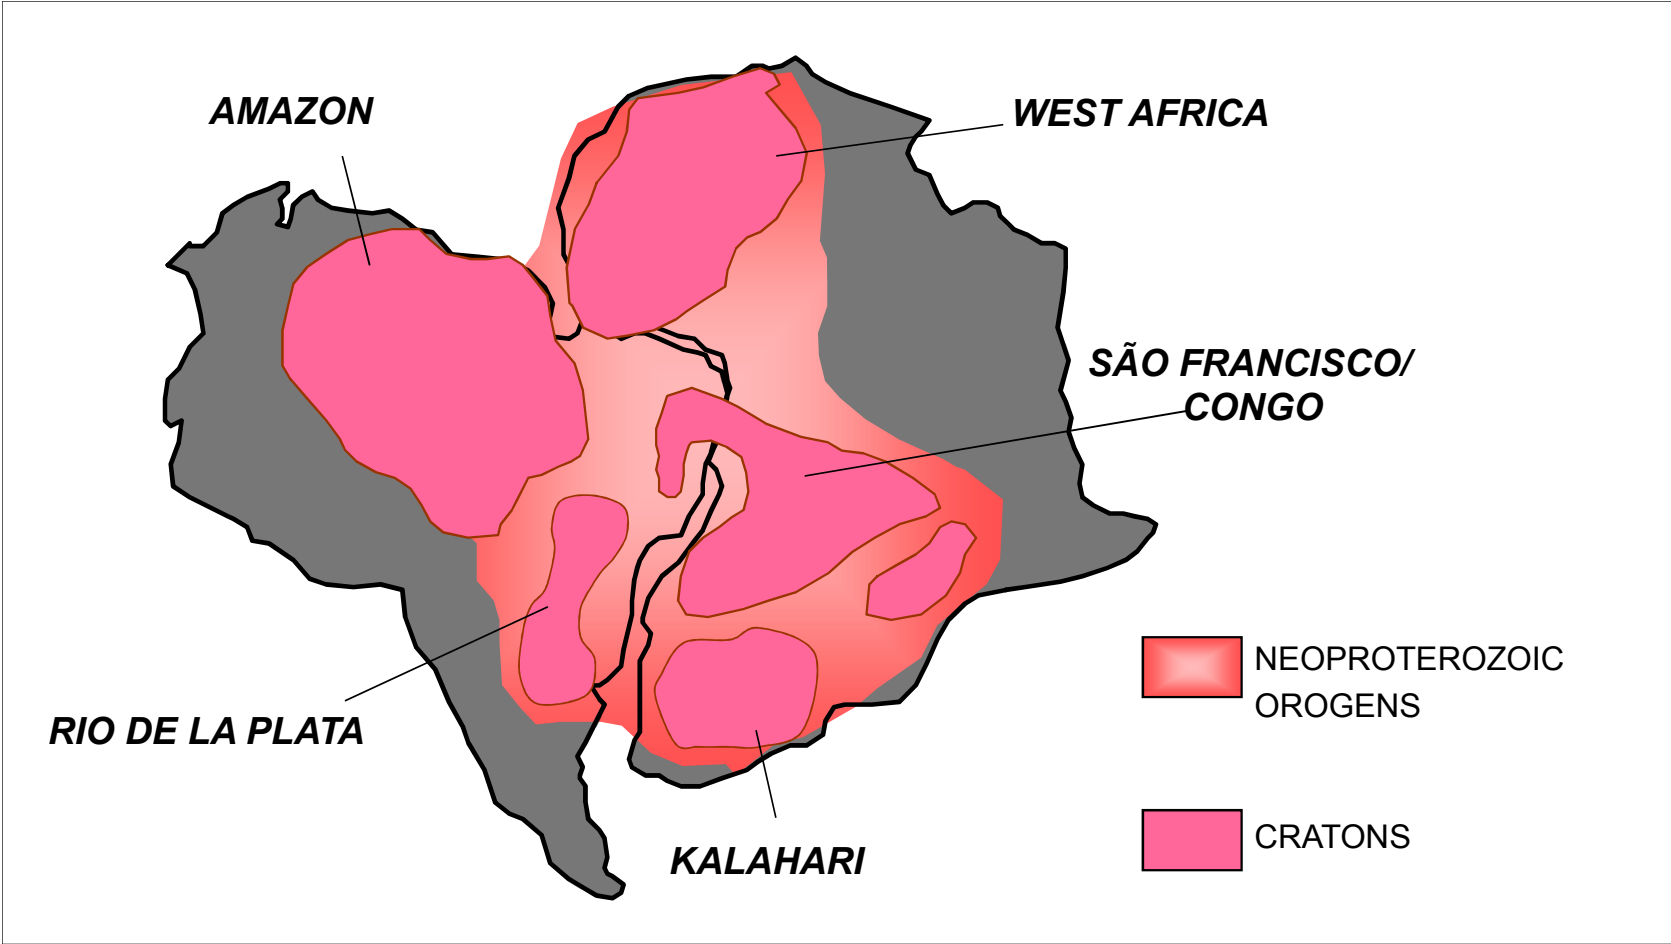 AMAZON
WEST AFRICA
SÃO FRANCISCO/
CONGO
RIO DE LA PLATA
KALAHARI
NEOPROTEROZOIC
OROGENS
CRATONS